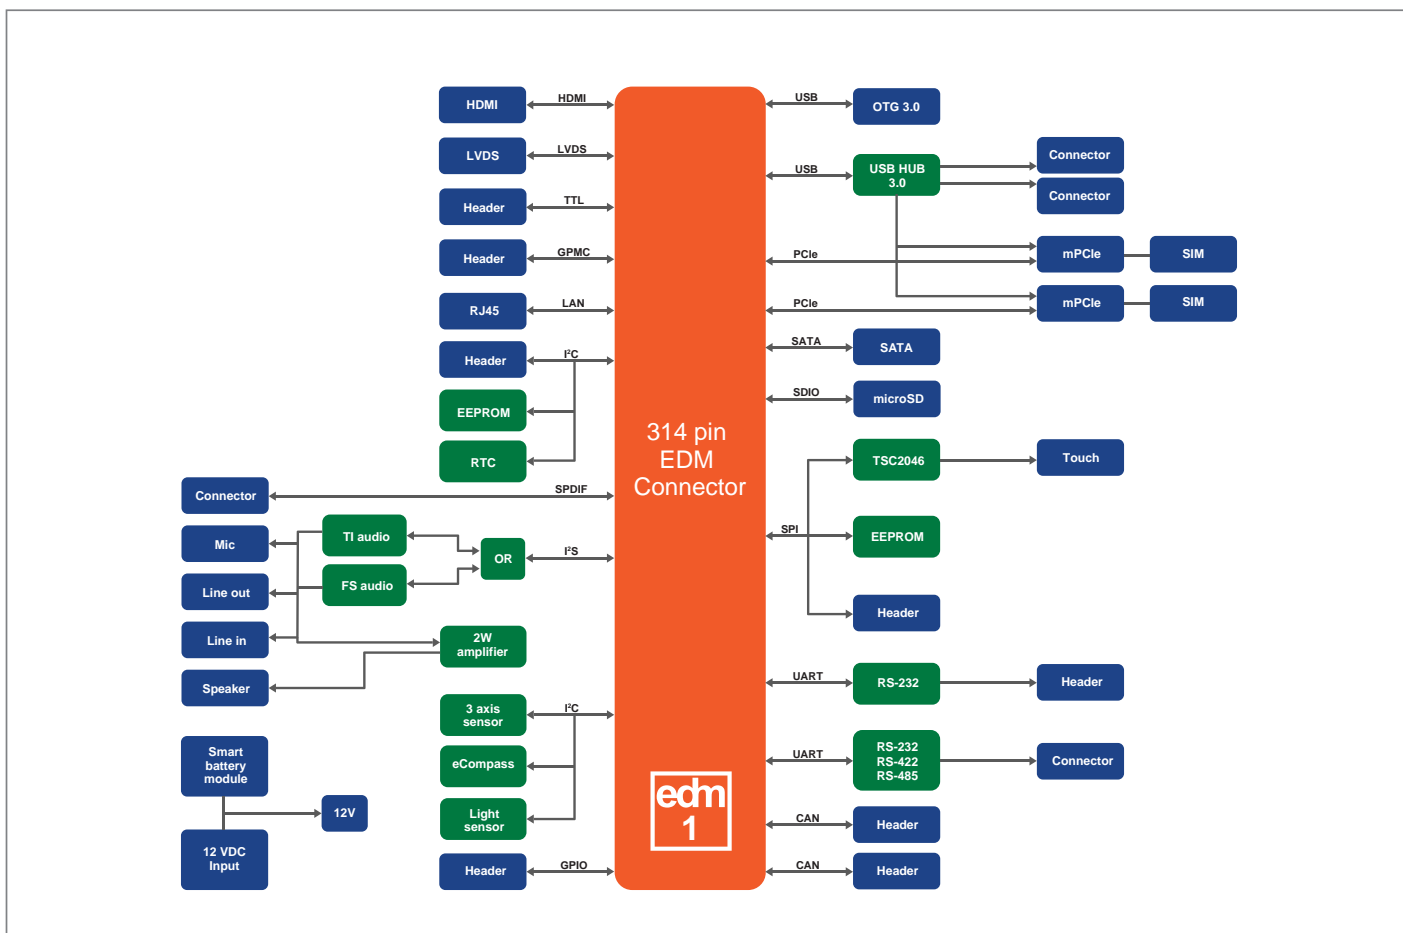 HDMI
HDMI
USB
OTG 3.0
LVDS
LVDS
USB
USB HUB
3.0
Connector
Connector
Header
TTL
Header
GPMC
PCIe
mPCIe
SIM
RJ45
LAN
PCIe
mPCIe
SIM
Header
I²C
SATA
SATA
EEPROM
SDIO
microSD
RTC
314 pin
EDM
Connector
TSC2046
Touch
Connector
SPDIF
Mic
TI audio
OR
I²S
SPI
EEPROM
Line out
FS audio
Header
Line in
2W
amplifier
Speaker
UART
RS-232
Header
3 axis
sensor
I²C
eCompass
UART
RS-232
RS-422
RS-485
Connector
Smart
battery
module
12V
Light
sensor
edm
1
CAN
Header
12 VDC
Input
Header
GPIO
CAN
Header